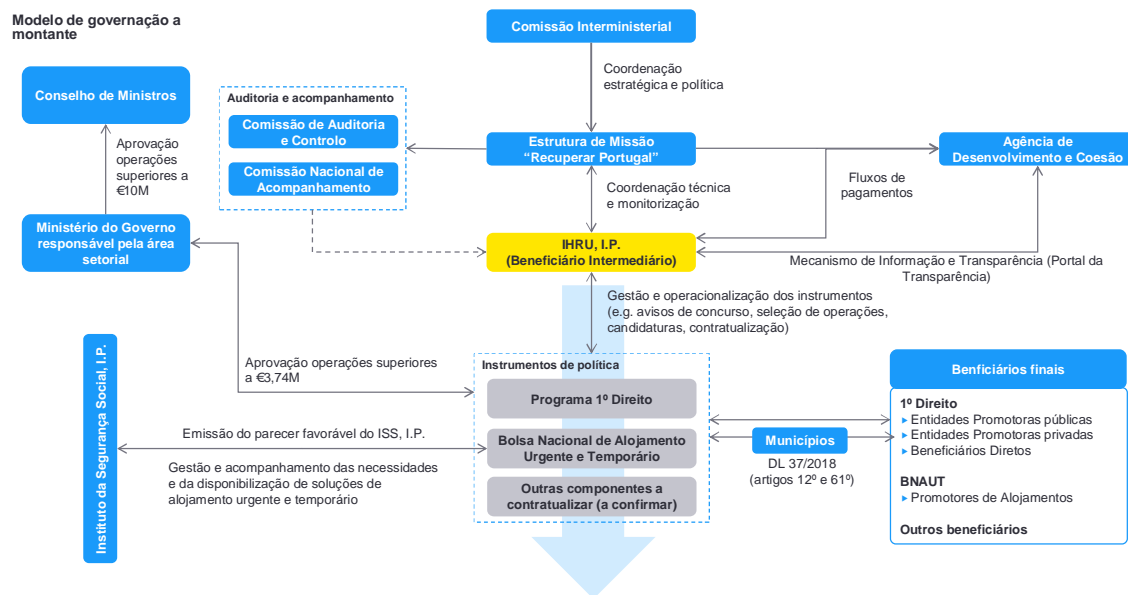 Modelo de governação a
montante
Comissão Interministerial
Coordenação
estratégica e política
Conselho de Ministros
Aprovação
operações
superiores a
€10M
Auditoria e acompanhamento
Comissão de Auditoria
e Controlo
Comissão Nacional de
Acompanhamento
Estrutura de Missão
“Recuperar Portugal”
Agência de
Desenvolvimento e Coesão
Coordenação técnica
e monitorização
Fluxos de
pagamentos
Ministério do Governo
responsável pela área
setorial
IHRU, I.P.
(Beneficiário Intermediário)
Mecanismo de Informação e Transparência (Portal da
Transparência)
Gestão e operacionalização dos instrumentos
(e.g. avisos de concurso, seleção de operações,
candidaturas, contratualização)
Instituto da Segurança Social, I.P.
Aprovação operações superiores
a €3,74M
Instrumentos de política
Programa 1º Direito
Bolsa Nacional de Alojamento
Urgente e Temporário
Outras componentes a
contratualizar (a confirmar)
Emissão do parecer favorável do ISS, I.P.
Gestão e acompanhamento das necessidades
e da disponibilização de soluções de
alojamento urgente e temporário
Municípios
DL 37/2018
(artigos 12º e 61º)
Benficiários finais
1º Direito
▸ Entidades Promotoras públicas
▸ Entidades Promotoras privadas
▸ Beneficiários Diretos
BNAUT
▸ Promotores de Alojamentos
Outros beneficiários